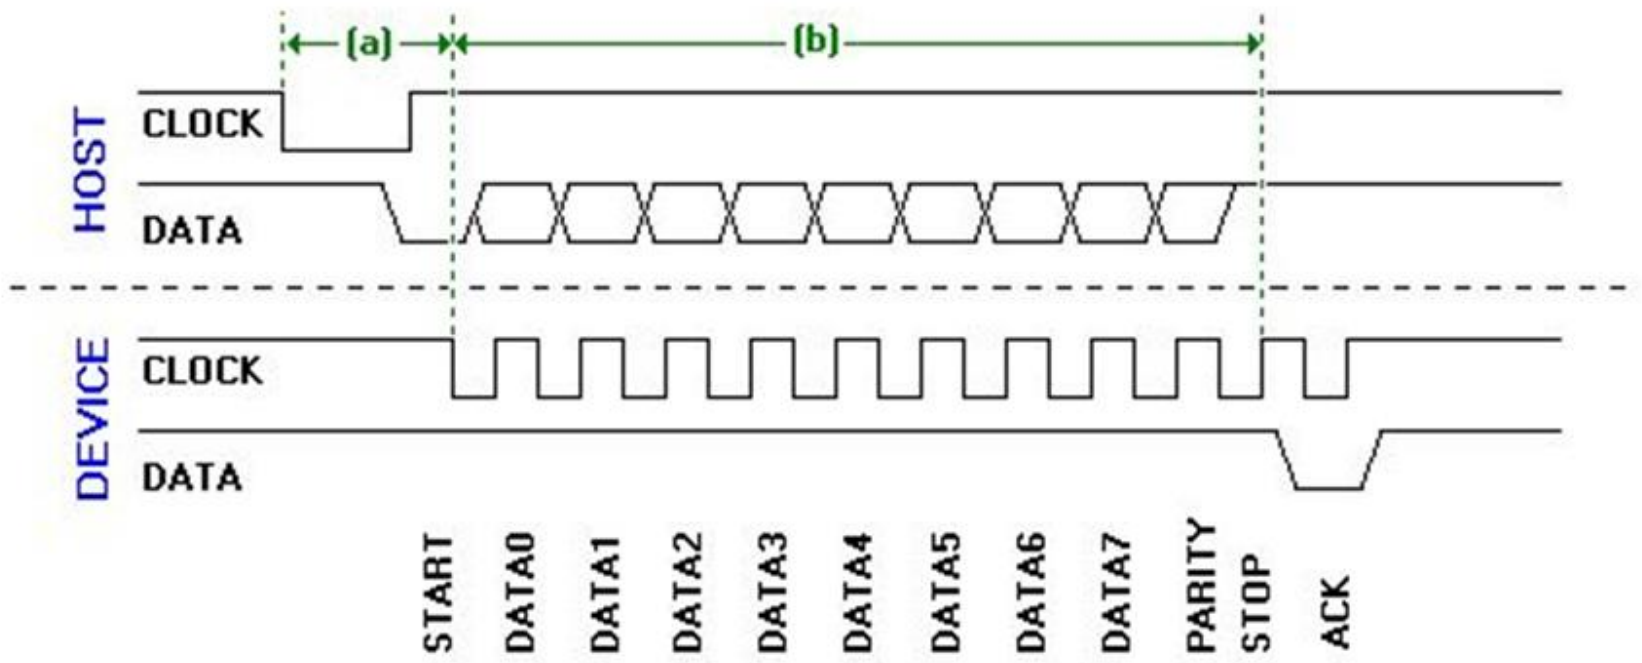 (a)
(b)
HOST
CLOCK
DATA
DEVICE
CLOCK
DATA
START
DATA0
DATA1
DATA2
DATA3
DATA4
DATA5
DATA6
DATA7
PARITY
STOP
ACK